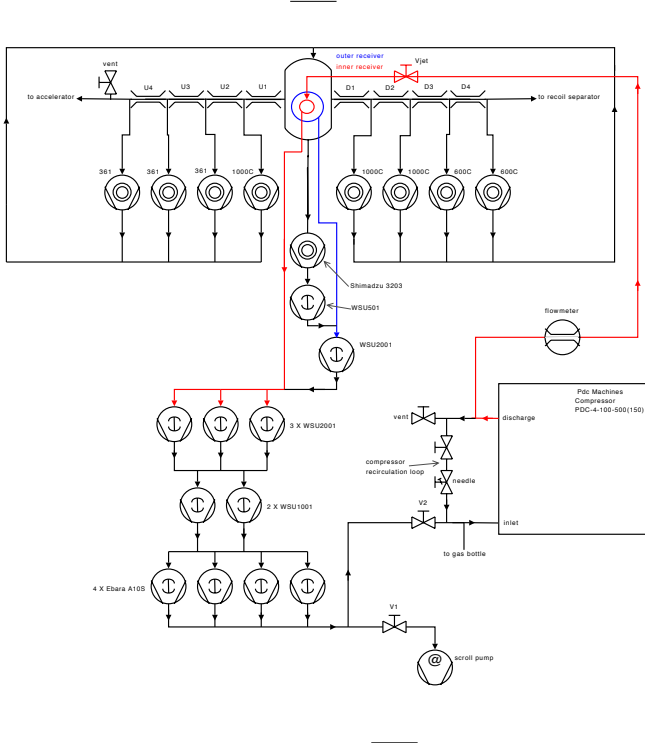 outer receiver
inner receiver
Vjet
vent
U4
U3
U2
U1
D1
D2
D3
D4
to accelerator
to recoil separator
361
361
361
1000C
1000C
1000C
600C
600C
Shimadzu 3203
WSU501
WSU2001
flowmeter
Pdc Machines
Compressor
PDC-4-100-500(150)
discharge
vent
3 X WSU2001
compressor
recirculation loop
needle
2 X WSU1001
V2
inlet
to gas bottle
4 X Ebara A10S
V1
@
scroll pump